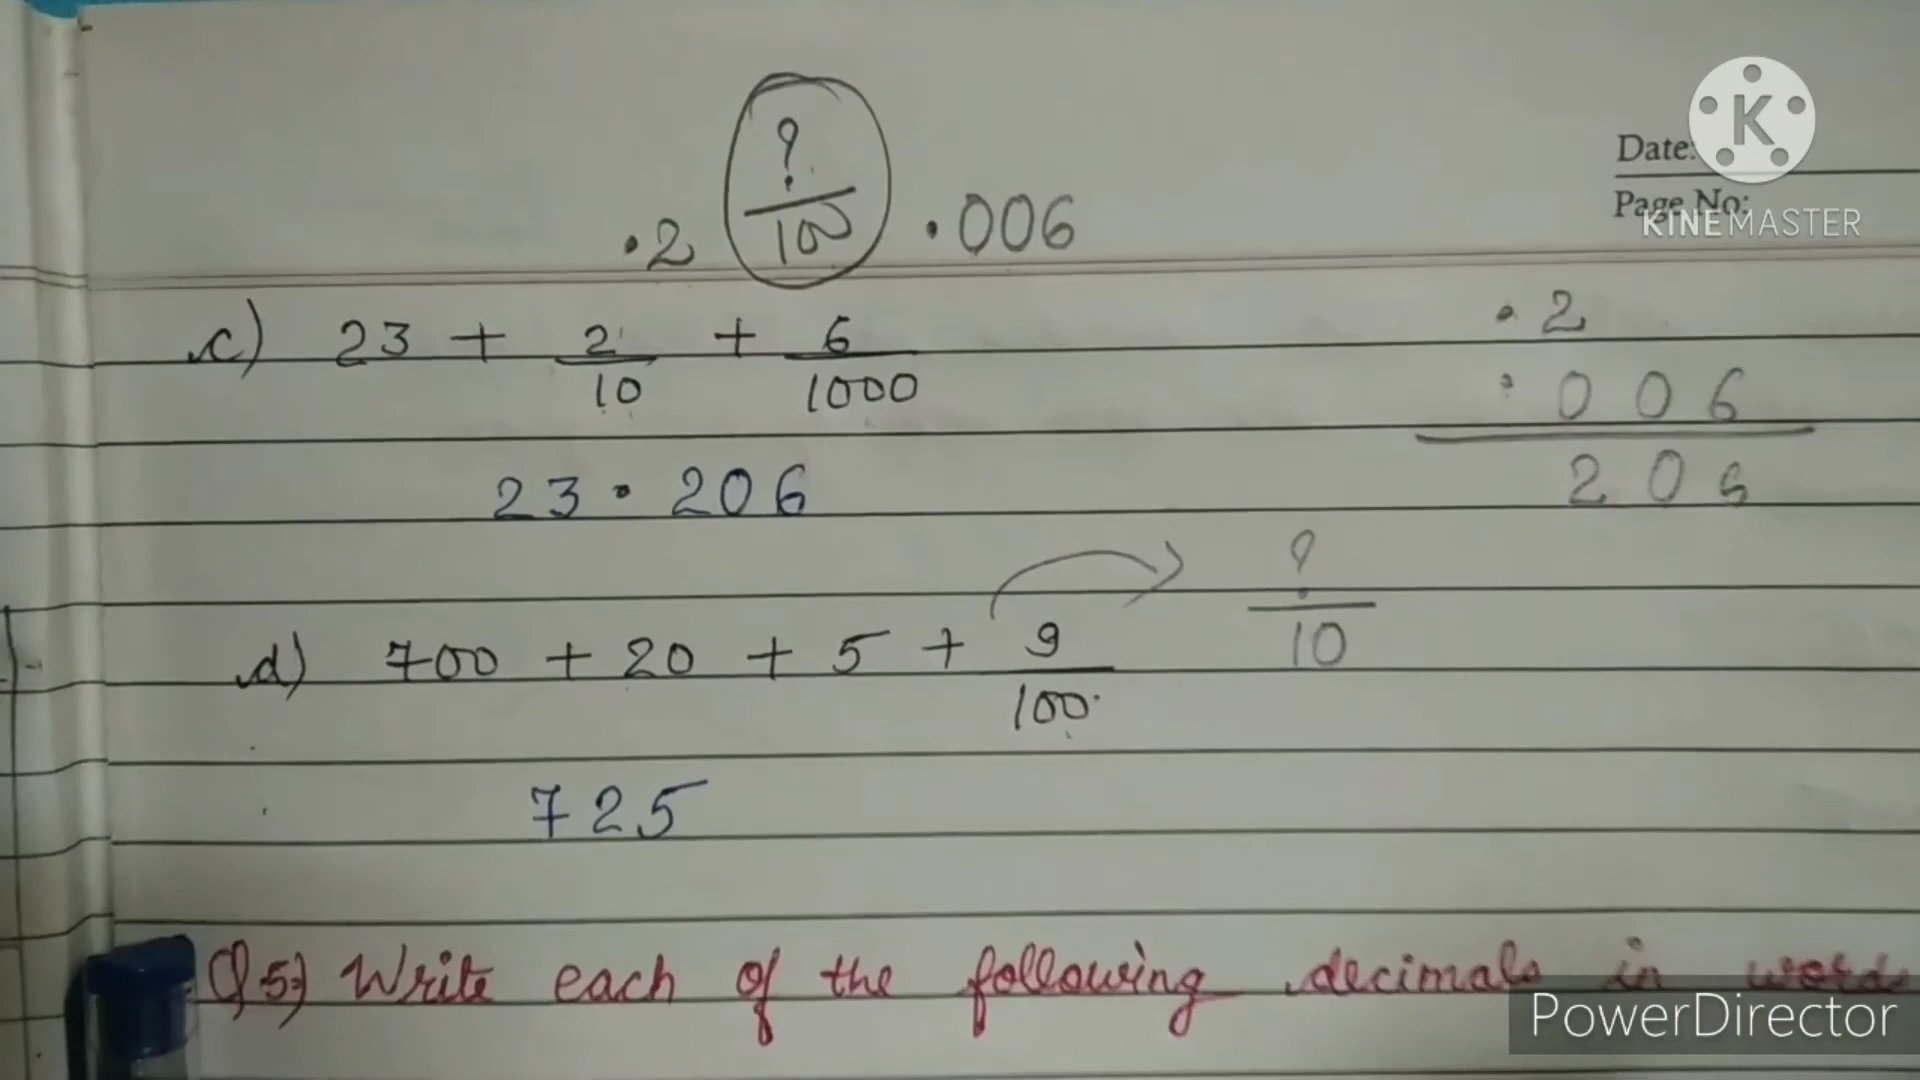 ?
Date:
100
K
.2 .006
Page No:
KINEMASTER
c) 23 + 2/10 + 6/1000
.2
.006
206
23.206
?
10
d) 700 + 20 + 5 + 9/100
725
Q5) Write each of the following decimals in words
PowerDirector